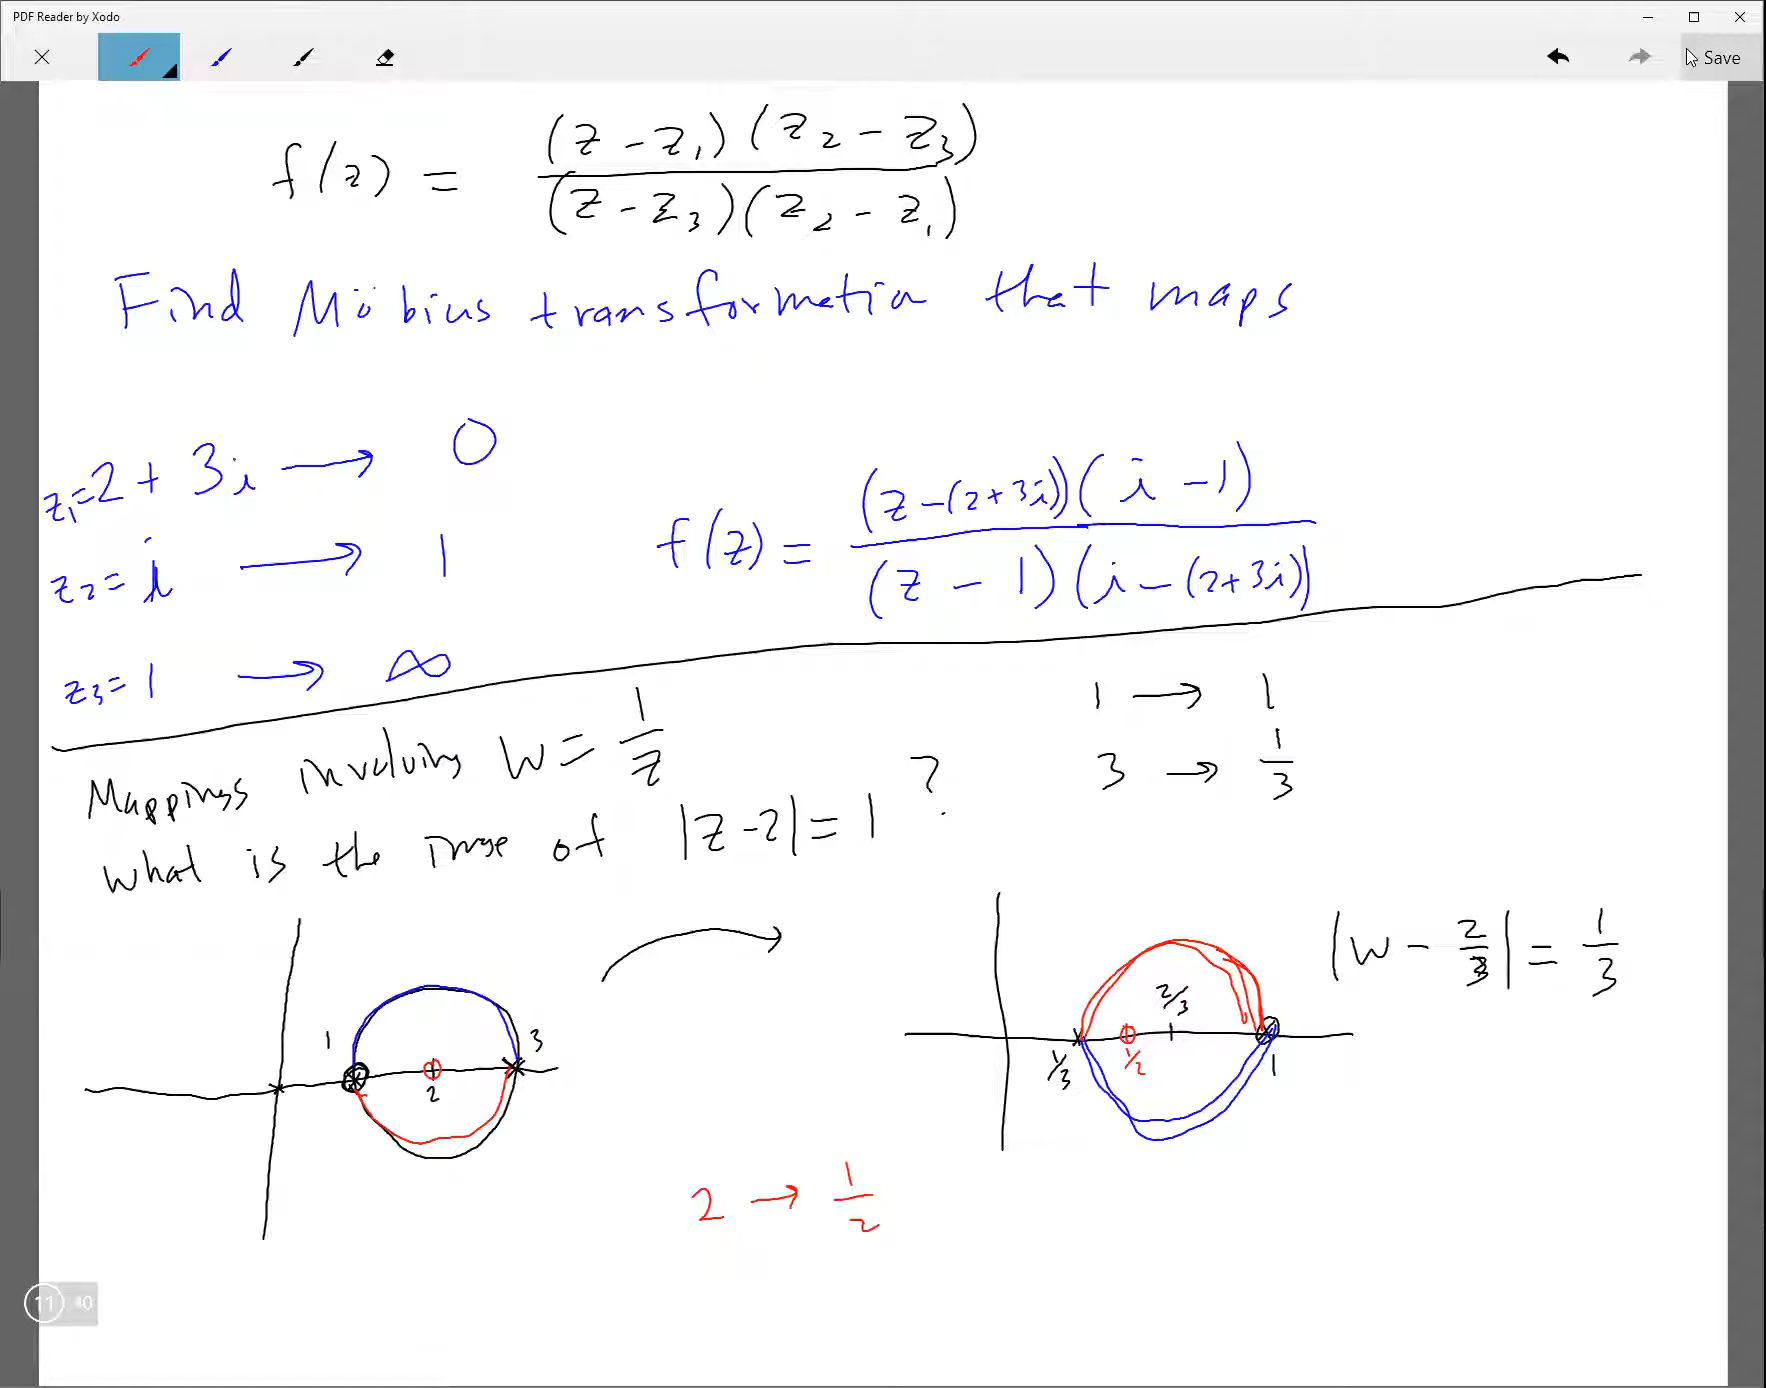 PDF Reader by Xodo
Save
f(z) = (z - z₁)(z₂ - z₃) / (z - z₃)(z₂ - z₁)
Find Möbius transformation that maps
z₁=2+3i → 0
z₂=i → 1
f(z) = (z-(2+3i))(i-1) / (z-1)(i-(2+3i))
z₃=1 → ∞
1 → 1
Mappings involving w = 1/z
3 → 1/3
What is the image of |z-2|=1 ?
|w - 2/3| = 1/3
1
3
2
2/3
1/3
1/2
1
2 → 1/2
11 40